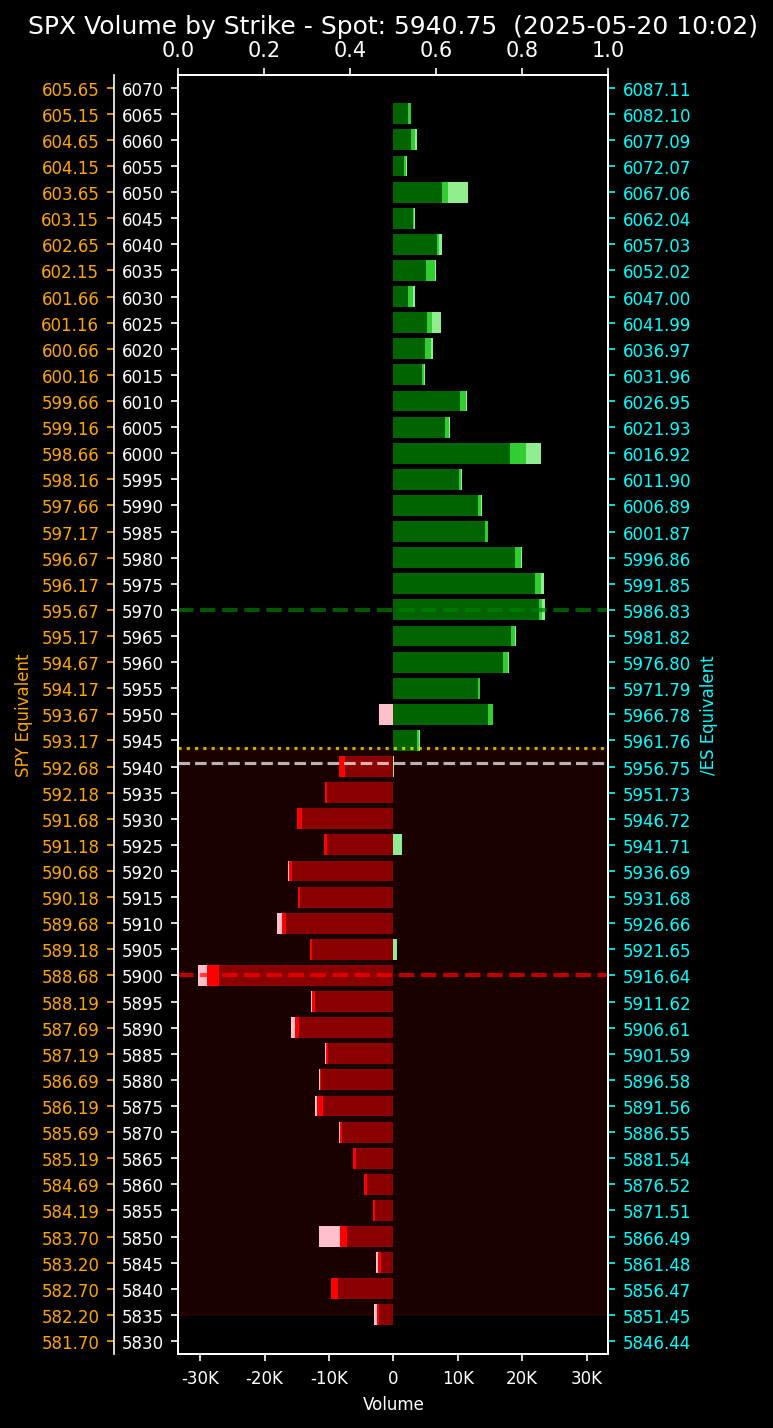 SPX Volume by Strike - Spot: 5940.75 (2025-05-20 10:02)
0.0 0.2 0.4 0.6 0.8 1.0
605.65 6070 6087.11
605.15 6065 6082.10
604.65 6060 6077.09
604.15 6055 6072.07
603.65 6050 6067.06
603.15 6045 6062.04
602.65 6040 6057.03
602.15 6035 6052.02
601.66 6030 6047.00
601.16 6025 6041.99
600.66 6020 6036.97
600.16 6015 6031.96
599.66 6010 6026.95
599.16 6005 6021.93
598.66 6000 6016.92
598.16 5995 6011.90
597.66 5990 6006.89
597.17 5985 6001.87
596.67 5980 5996.86
596.17 5975 5991.85
595.67 5970 5986.83
595.17 5965 5981.82
594.67 5960 5976.80
594.17 5955 5971.79
593.67 5950 5966.78
593.17 5945 5961.76
592.68 5940 5956.75
592.18 5935 5951.73
591.68 5930 5946.72
591.18 5925 5941.71
590.68 5920 5936.69
590.18 5915 5931.68
589.68 5910 5926.66
589.18 5905 5921.65
588.68 5900 5916.64
588.19 5895 5911.62
587.69 5890 5906.61
587.19 5885 5901.59
586.69 5880 5896.58
586.19 5875 5891.56
585.69 5870 5886.55
585.19 5865 5881.54
584.69 5860 5876.52
584.19 5855 5871.51
583.70 5850 5866.49
583.20 5845 5861.48
582.70 5840 5856.47
582.20 5835 5851.45
581.70 5830 5846.44
SPY Equivalent
/ES Equivalent
-30K -20K -10K 0 10K 20K 30K
Volume